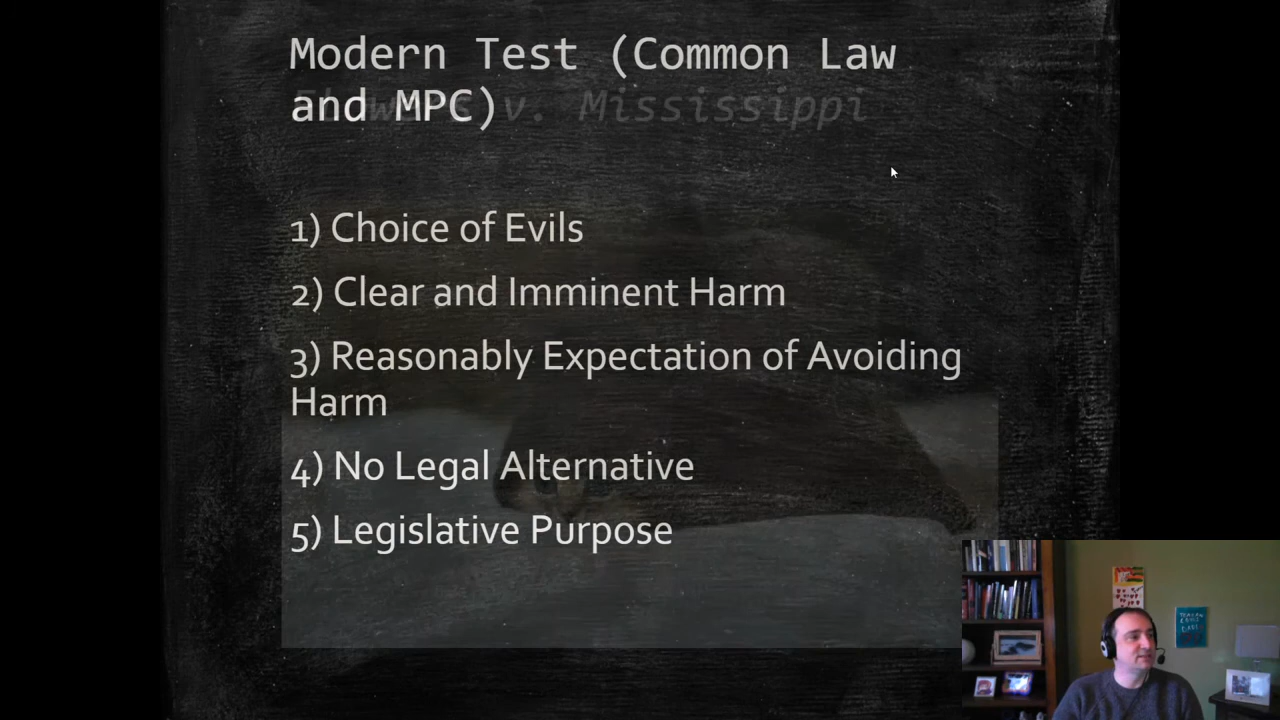 Modern Test (Common Law
and MPC)
v. Mississippi
1) Choice of Evils
2) Clear and Imminent Harm
3) Reasonably Expectation of Avoiding
Harm
4) No Legal Alternative
5) Legislative Purpose